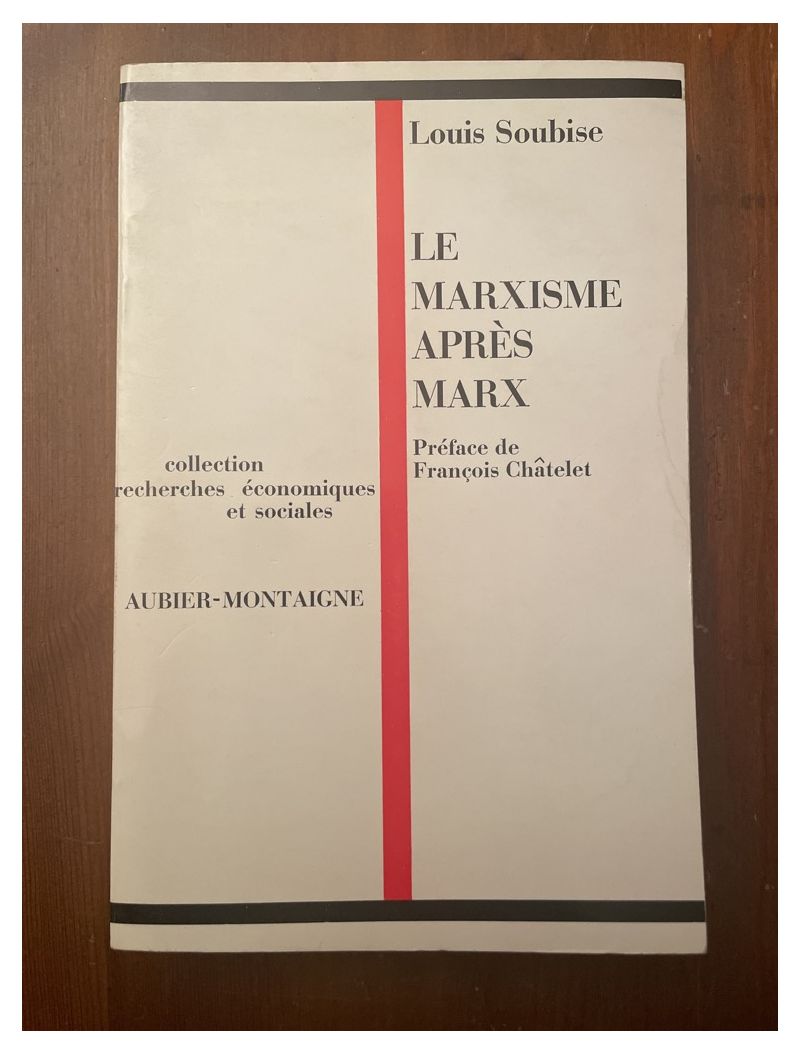 Louis Soubise
LE
MARXISME
APRÈS
MARX
Préface de
François Châtelet
collection
recherches économiques
et sociales
AUBIER-MONTAIGNE